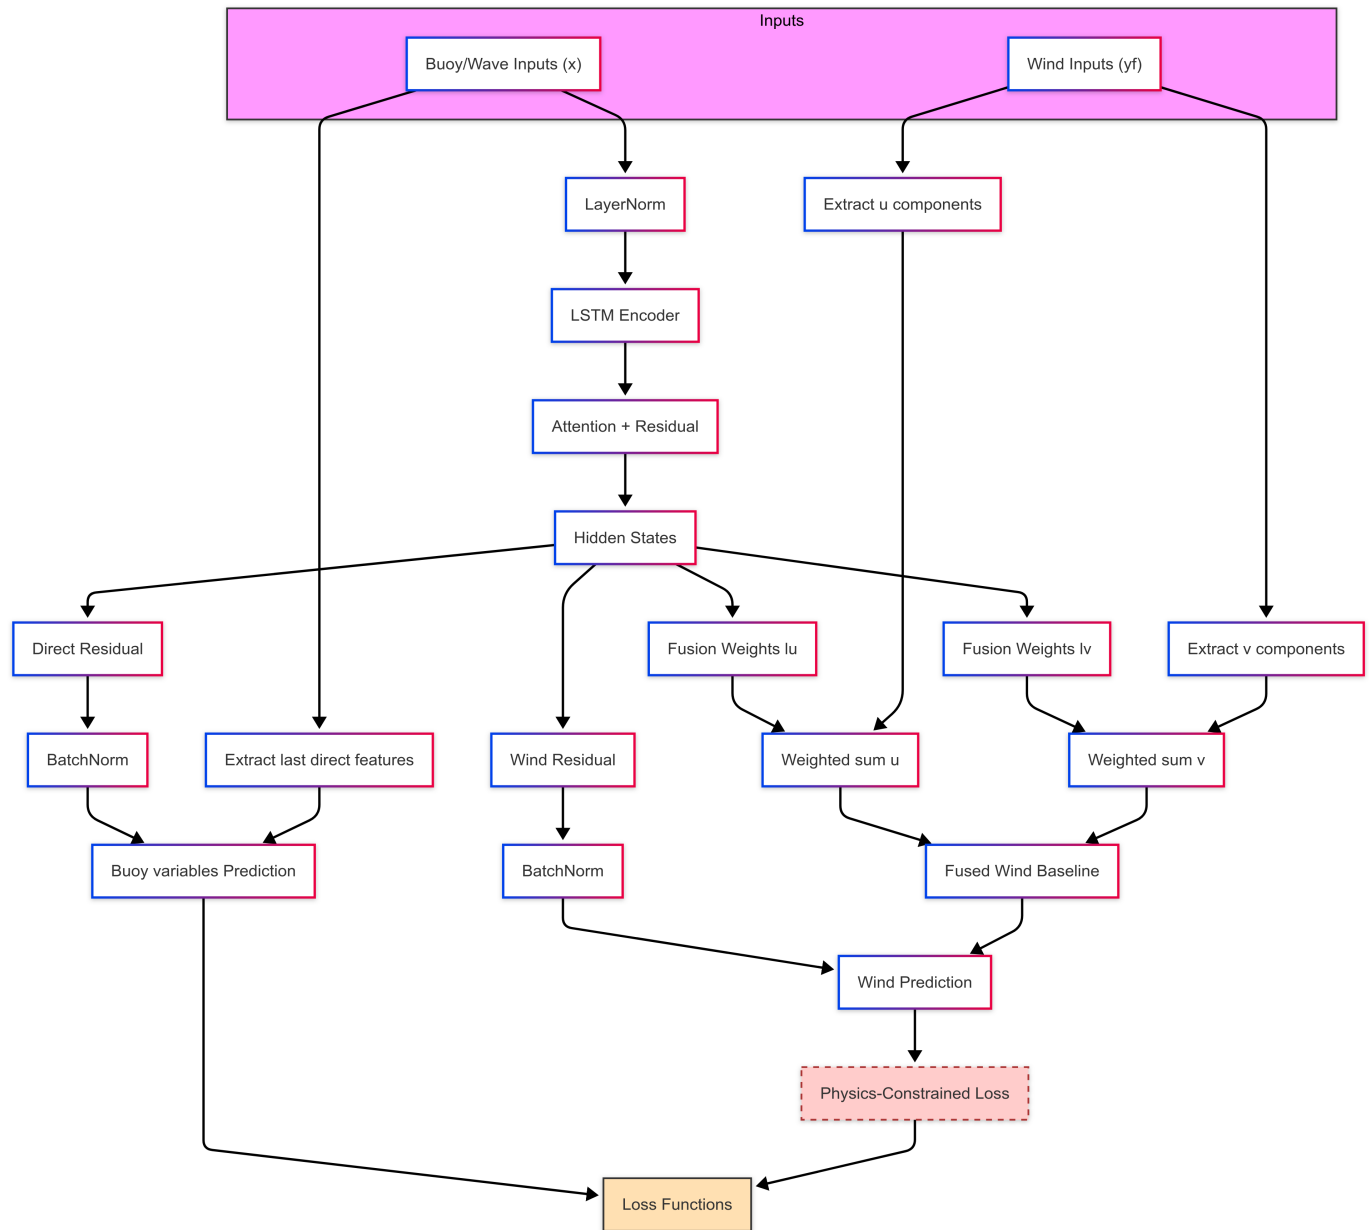 Inputs
Buoy/Wave Inputs (x)
Wind Inputs (yf)
LayerNorm
Extract u components
LSTM Encoder
Attention + Residual
Hidden States
Direct Residual
Fusion Weights lu
Fusion Weights lv
Extract v components
BatchNorm
Extract last direct features
Wind Residual
Weighted sum u
Weighted sum v
Buoy variables Prediction
BatchNorm
Fused Wind Baseline
Wind Prediction
Physics-Constrained Loss
Loss Functions